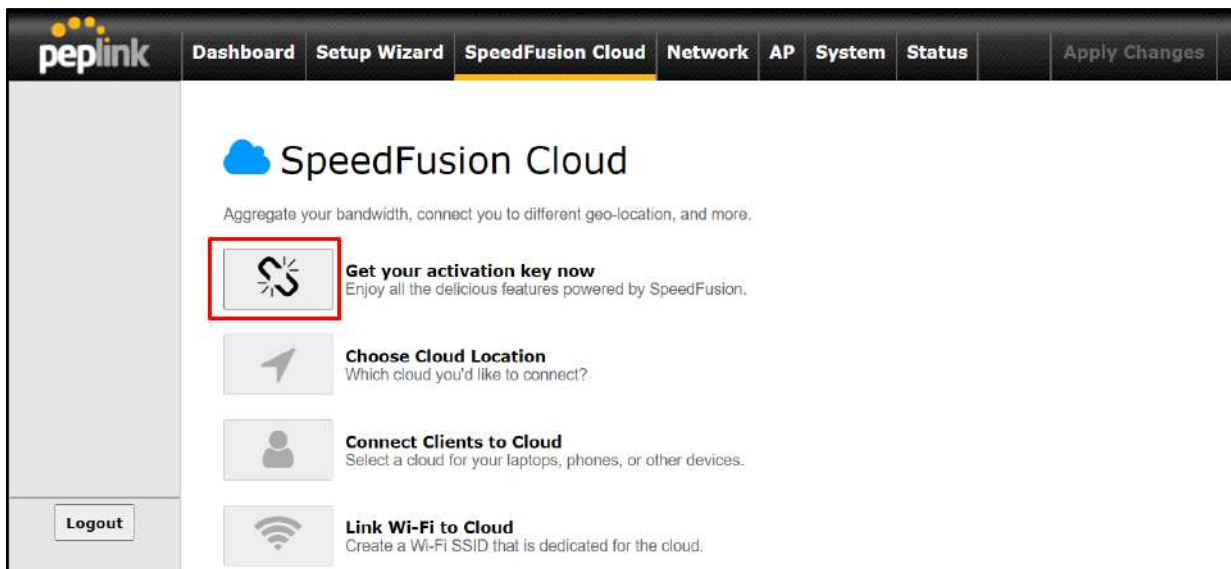 peplink
Dashboard Setup Wizard SpeedFusion Cloud Network AP System Status Apply Changes
SpeedFusion Cloud
Aggregate your bandwidth, connect you to different geo-location, and more.
Get your activation key now
Enjoy all the delicious features powered by SpeedFusion.
Choose Cloud Location
Which cloud you'd like to connect?
Connect Clients to Cloud
Select a cloud for your laptops, phones, or other devices.
Logout
Link Wi-Fi to Cloud
Create a Wi-Fi SSID that is dedicated for the cloud.